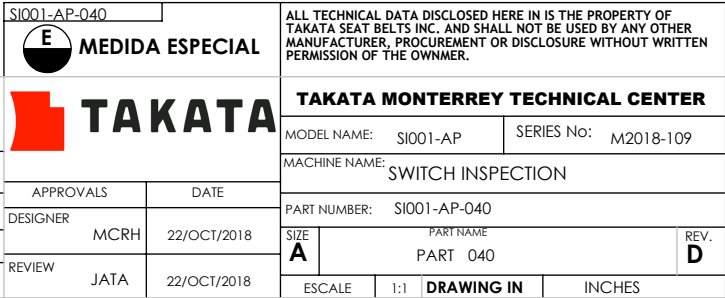 SI001-AP-040
E
MEDIDA ESPECIAL
ALL TECHNICAL DATA DISCLOSED HERE IN IS THE PROPERTY OF
TAKATA SEAT BELTS INC. AND SHALL NOT BE USED BY ANY OTHER
MANUFACTURER, PROCUREMENT OR DISCLOSURE WITHOUT WRITTEN
PERMISSION OF THE OWNMER.
TAKATA
TAKATA MONTERREY TECHNICAL CENTER
MODEL NAME: SI001-AP SERIES No: M2018-109
MACHINE NAME: SWITCH INSPECTION
APPROVALS DATE
PART NUMBER: SI001-AP-040
DESIGNER MCRH 22/OCT/2018
SIZE A PART NAME PART 040 REV. D
REVIEW JATA 22/OCT/2018
ESCALE 1:1 DRAWING IN INCHES